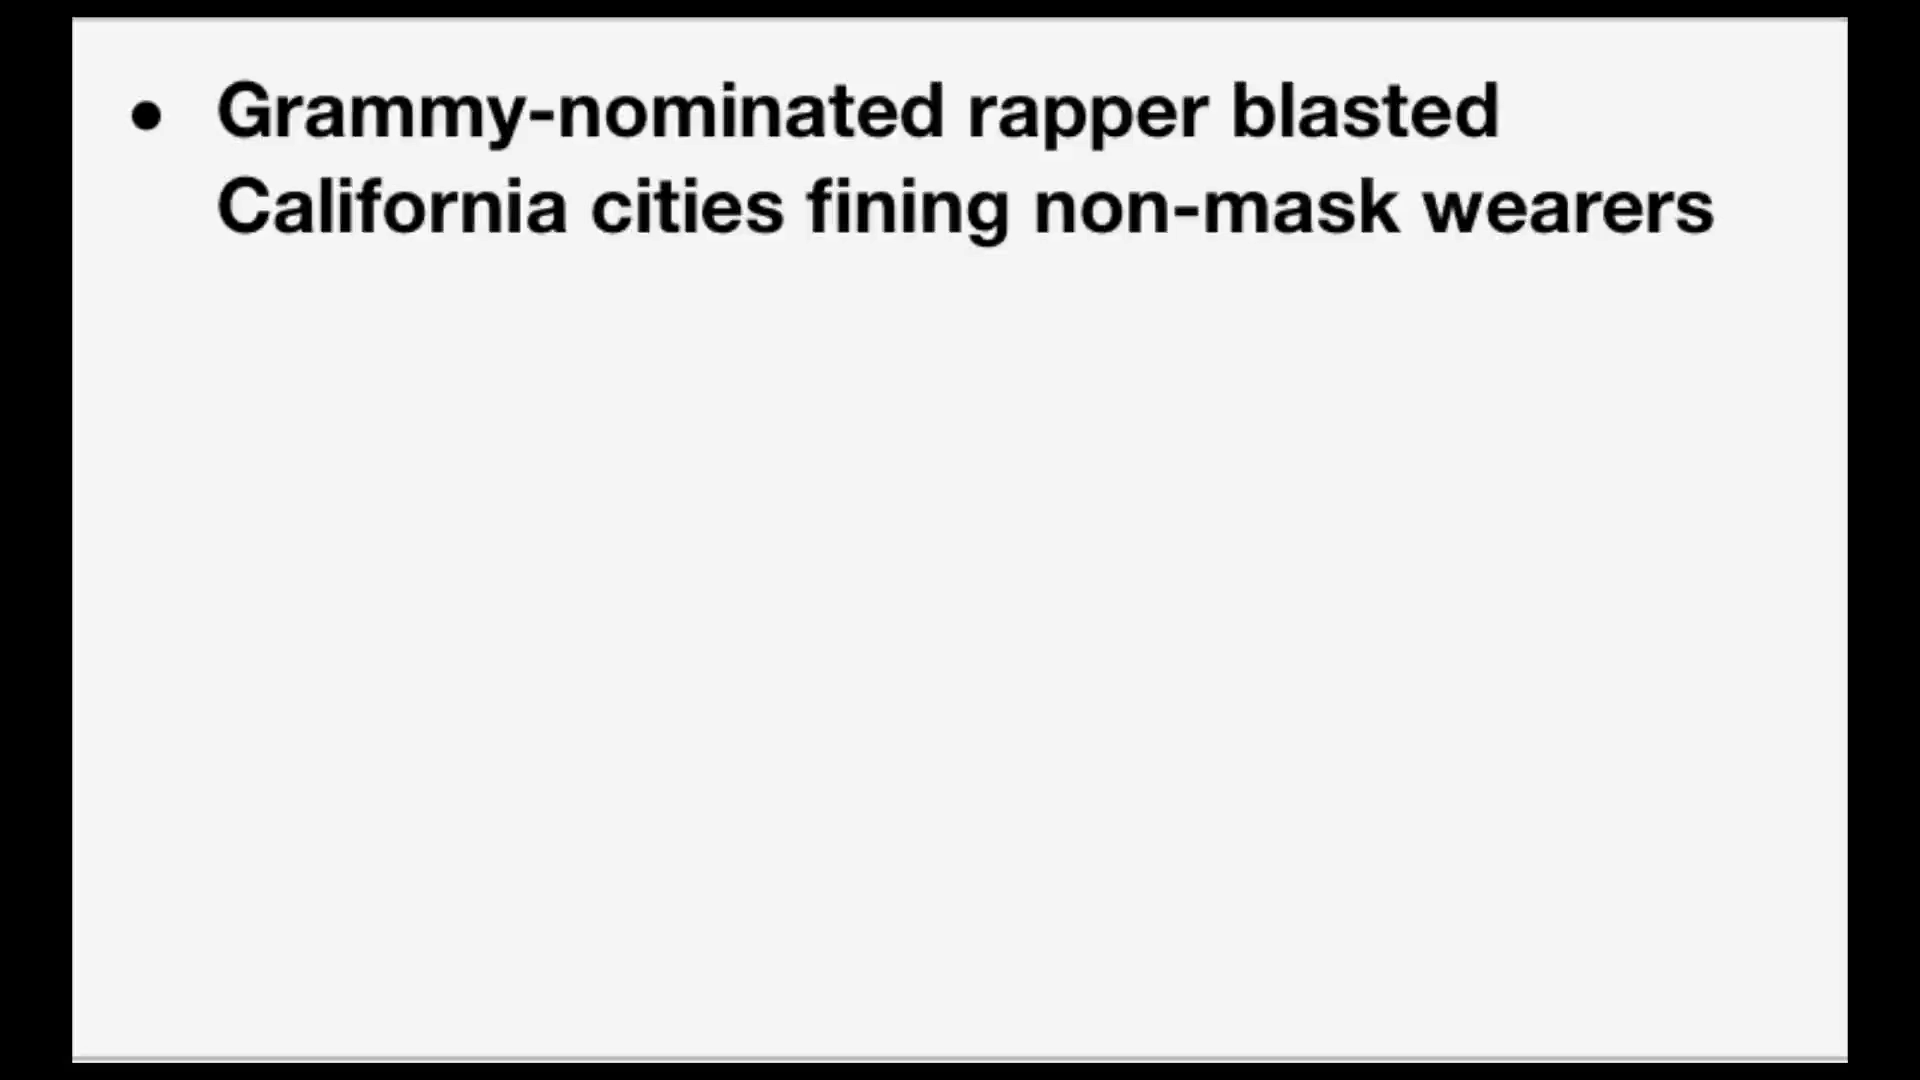 • Grammy-nominated rapper blasted
California cities fining non-mask wearers